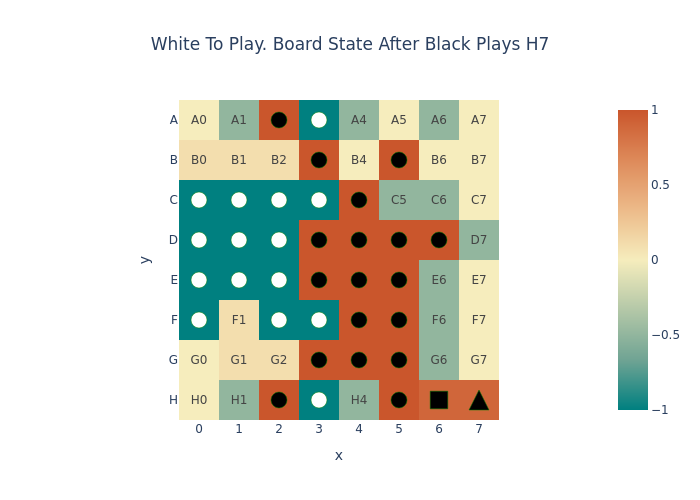 White To Play. Board State After Black Plays H7
A A0 A1 A4 A5 A6 A7
B B0 B1 B2 B4 B6 B7
C C5 C6 C7
D D7
E E6 E7
F F1 F6 F7
G G0 G1 G2 G6 G7
H H0 H1 H4
0 1 2 3 4 5 6 7
x
y
1
0.5
0
−0.5
−1